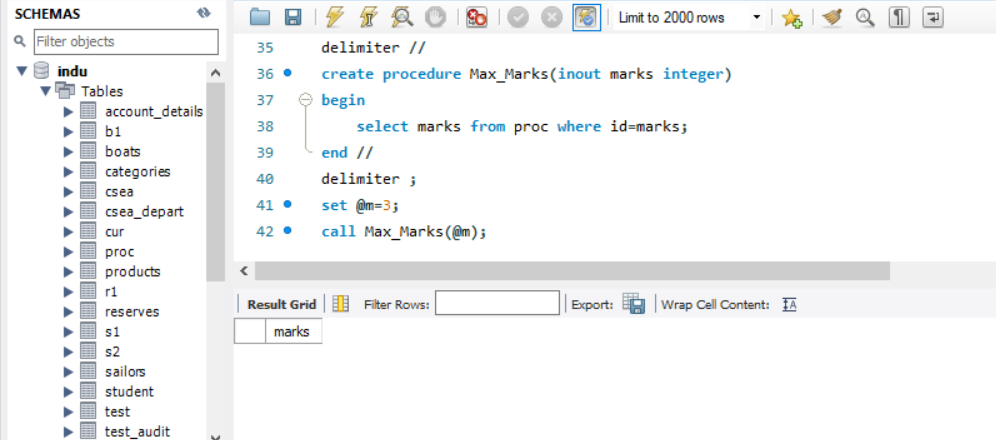 SCHEMAS
Filter objects
indu
Tables
account_details
b1
boats
categories
csea
csea_depart
cur
proc
products
r1
reserves
s1
s2
sailors
student
test
test_audit
Limit to 2000 rows
35 delimiter //
36 create procedure Max_Marks(inout marks integer)
37 begin
38 select marks from proc where id=marks;
39 end //
40 delimiter ;
41 set @m=3;
42 call Max_Marks(@m);
Result Grid Filter Rows: Export: Wrap Cell Content: IA
marks